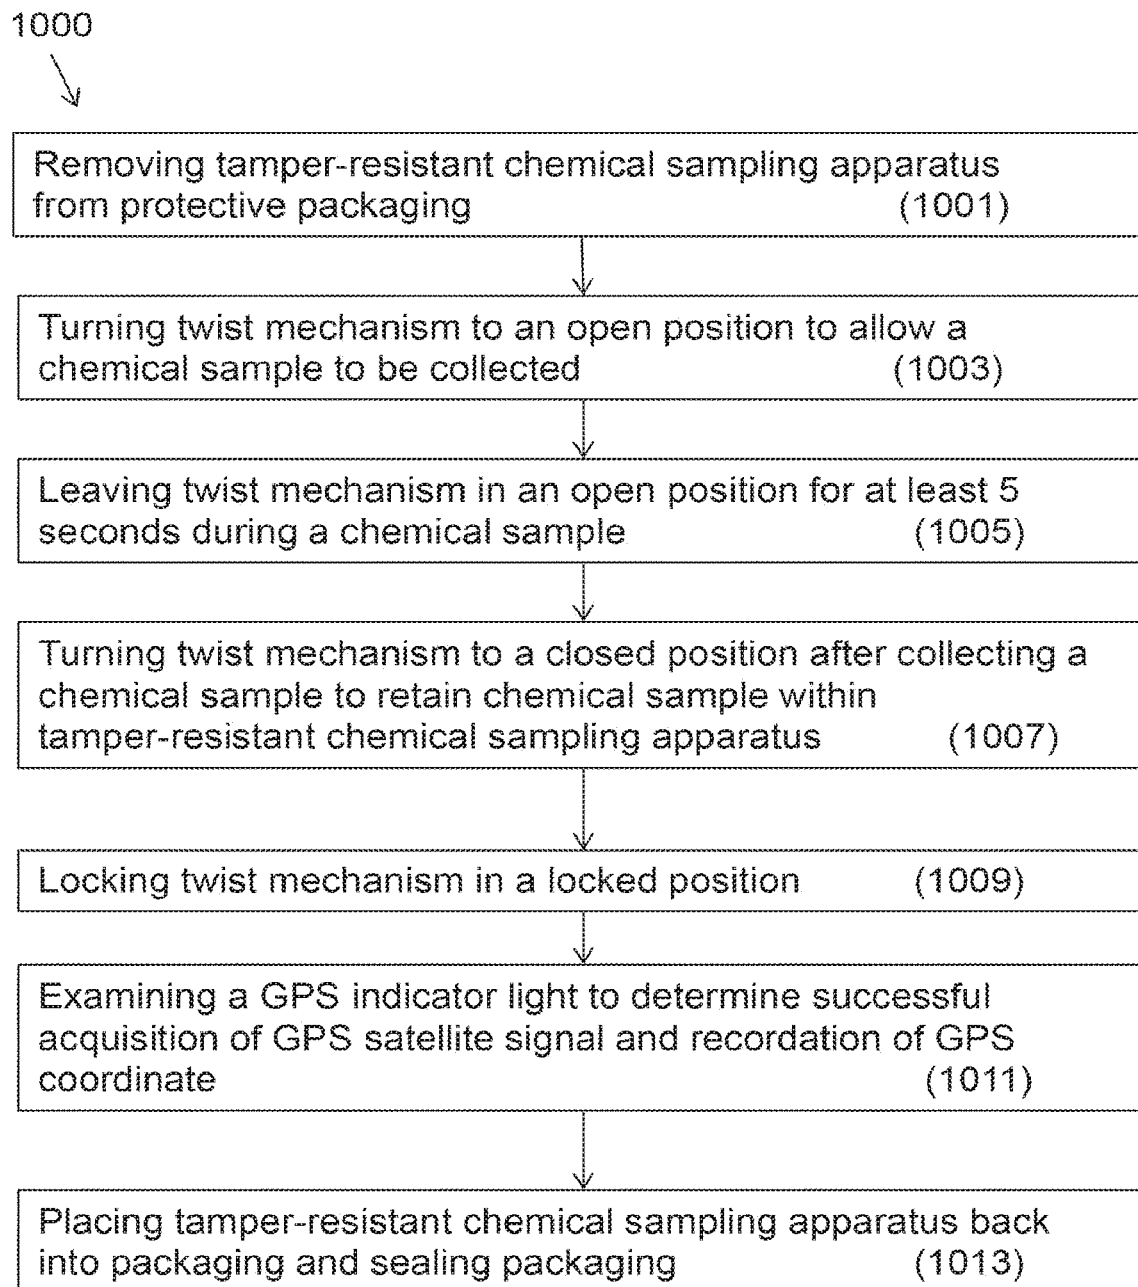 1000
Removing tamper-resistant chemical sampling apparatus
from protective packaging (1001)
Turning twist mechanism to an open position to allow a
chemical sample to be collected (1003)
Leaving twist mechanism in an open position for at least 5
seconds during a chemical sample (1005)
Turning twist mechanism to a closed position after collecting a
chemical sample to retain chemical sample within
tamper-resistant chemical sampling apparatus (1007)
Locking twist mechanism in a locked position (1009)
Examining a GPS indicator light to determine successful
acquisition of GPS satellite signal and recordation of GPS
coordinate (1011)
Placing tamper-resistant chemical sampling apparatus back
into packaging and sealing packaging (1013)